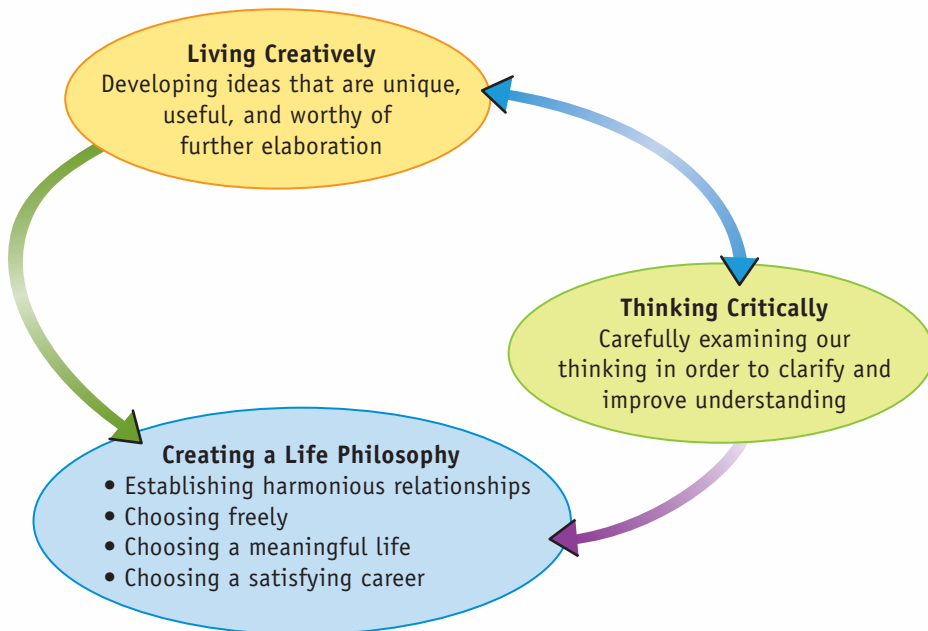 Living Creatively
Developing ideas that are unique,
useful, and worthy of
further elaboration
Thinking Critically
Carefully examining our
thinking in order to clarify and
improve understanding
Creating a Life Philosophy
• Establishing harmonious relationships
• Choosing freely
• Choosing a meaningful life
• Choosing a satisfying career